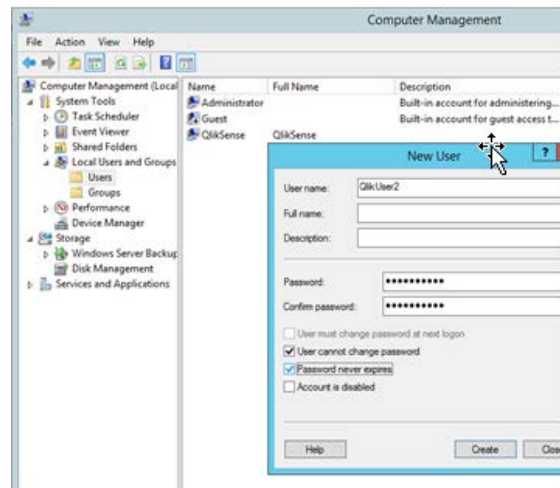 Computer Management
File Action View Help
Computer Management (Local
System Tools
Task Scheduler
Event Viewer
Shared Folders
Local Users and Groups
Users
Groups
Performance
Device Manager
Storage
Windows Server Backup
Disk Management
Services and Applications
Name Full Name Description
Administrator Built-in account for administering...
Guest Built-in account for guest access t...
QlikSense QlikSense
New User ?
User name: QlikUser2
Full name:
Description:
Password: ••••••••••
Confirm password: ••••••••••
User must change password at next logon
User cannot change password
Password never expires
Account is disabled
Help Create Close